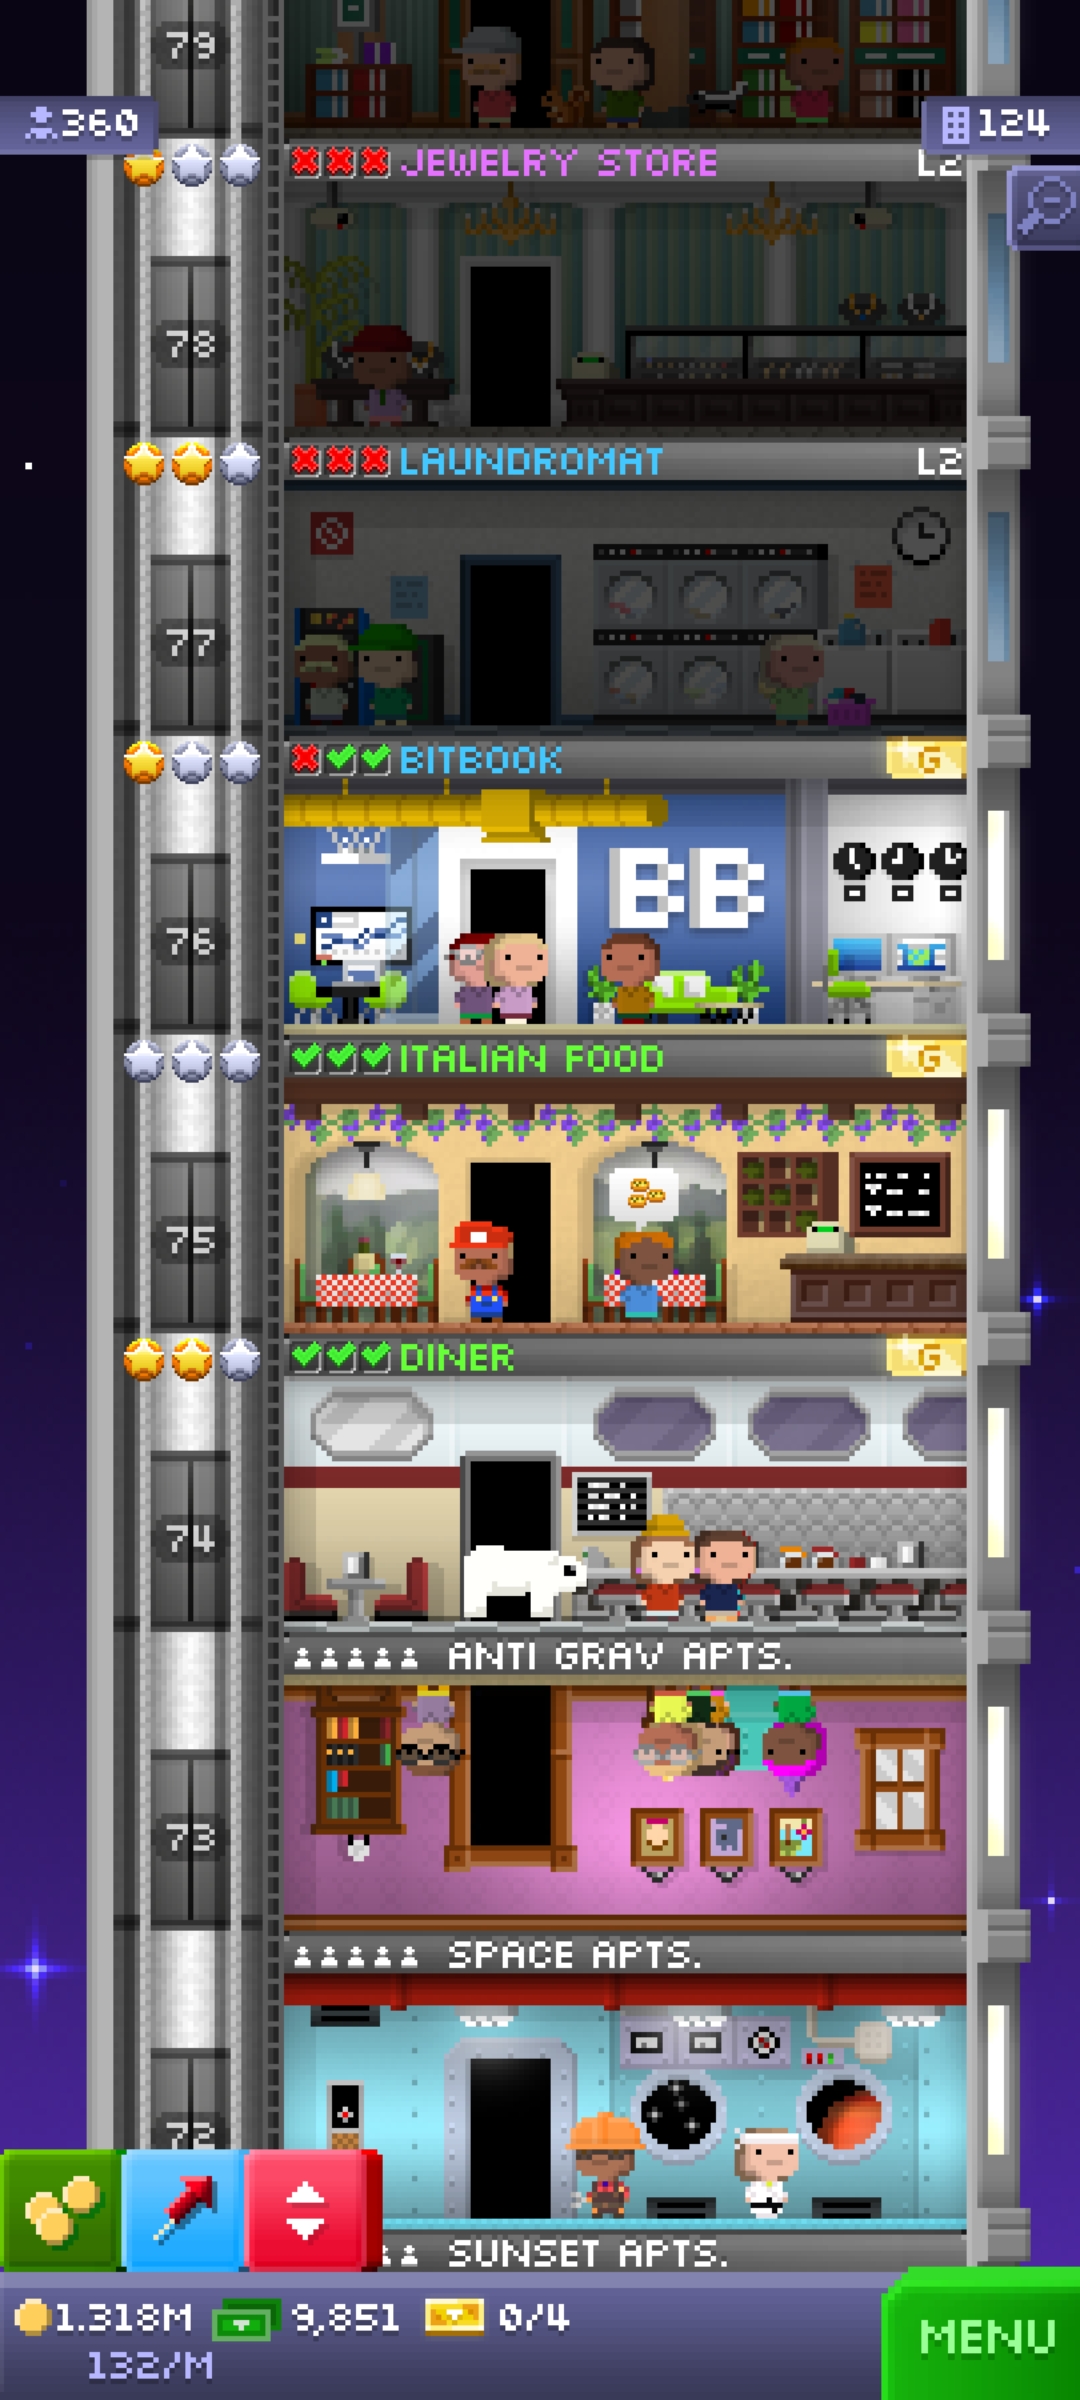 79
360
124
JEWELRY STORE L2
78
LAUNDROMAT L2
77
BITBOOK G
BB
76
ITALIAN FOOD G
75
DINER G
74
ANTI GRAV APTS.
73
SPACE APTS.
72
SUNSET APTS.
1.318M 9,851 0/4
132/M
MENU